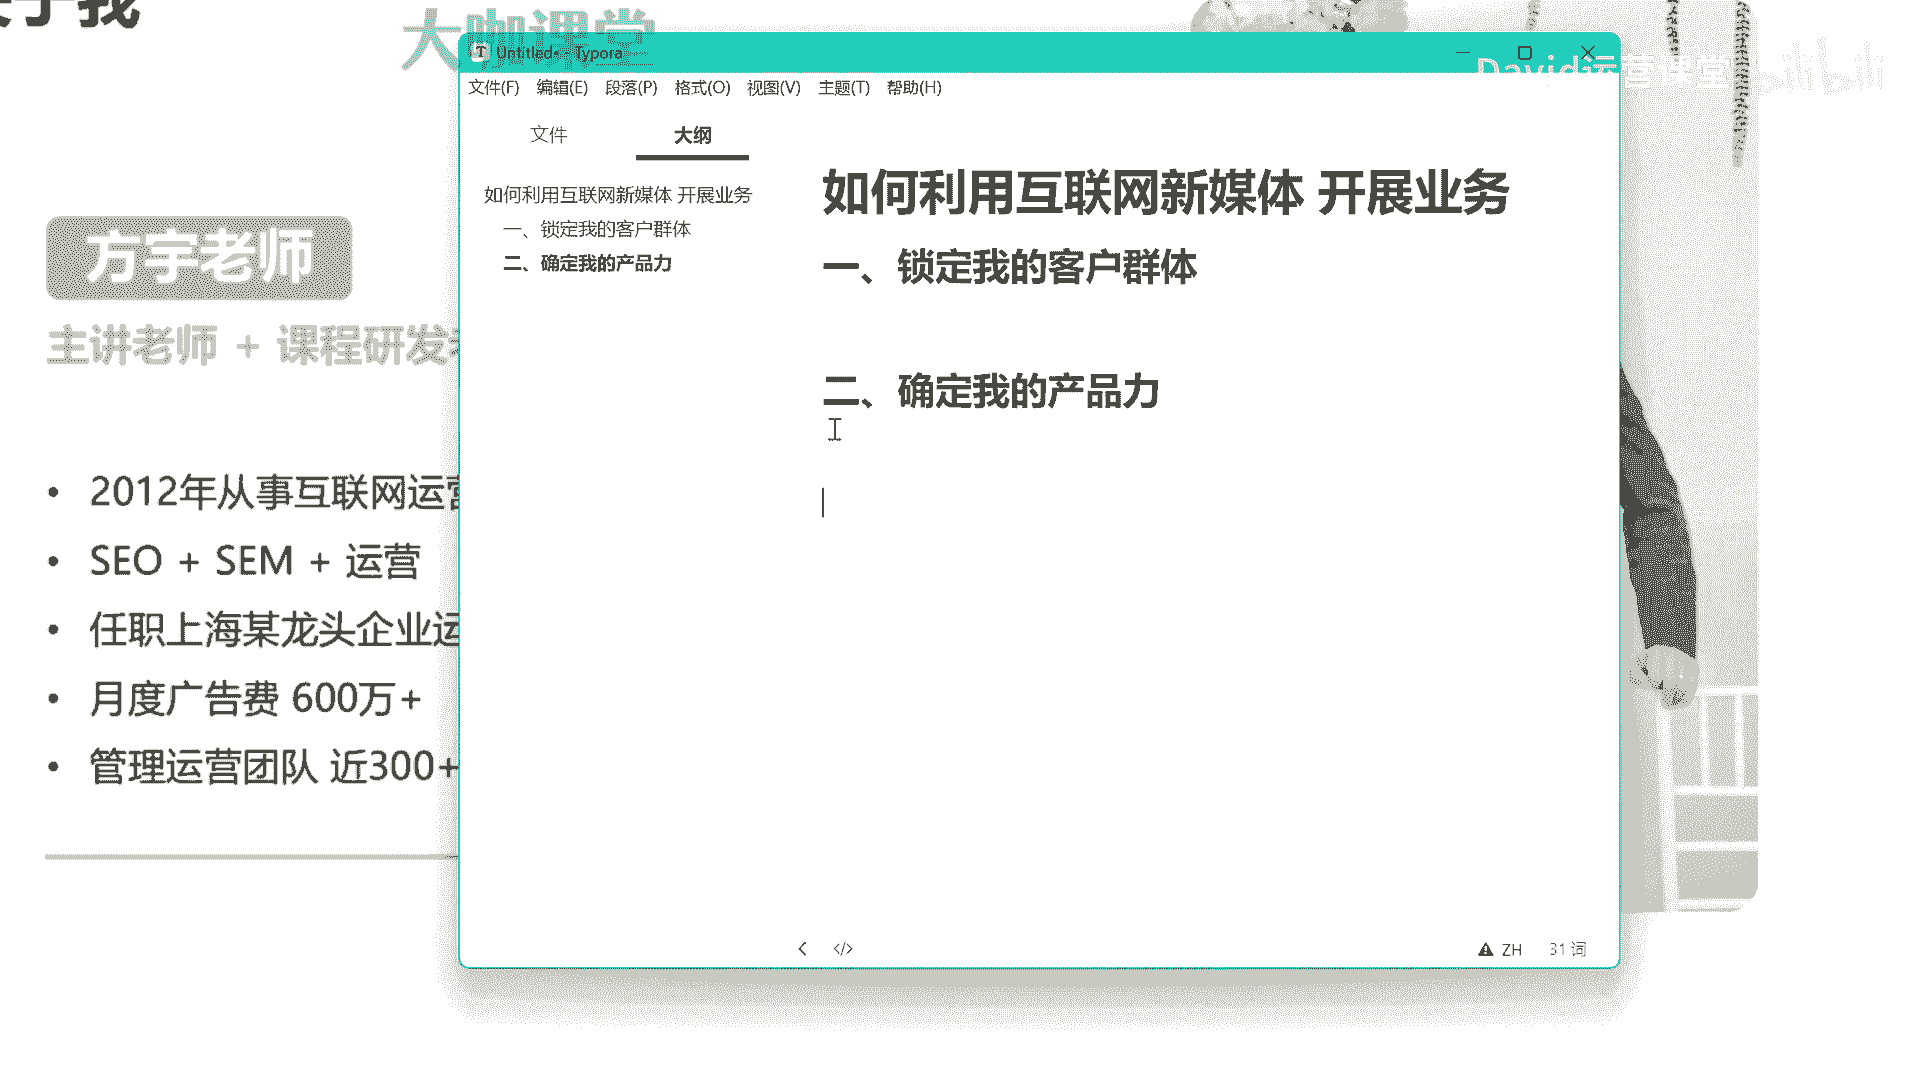 大咖课堂
David运营课堂 bilibili
方宇老师
主讲老师 + 课程研发
2012年从事互联网运营
SEO + SEM + 运营
任职上海某龙头企业运
月度广告费 600万+
管理运营团队 近300+
Untitled• - Typora
文件(F) 编辑(E) 段落(P) 格式(O) 视图(V) 主题(T) 帮助(H)
文件 大纲
如何利用互联网新媒体 开展业务
一、锁定我的客户群体
二、确定我的产品力
如何利用互联网新媒体 开展业务
一、锁定我的客户群体
二、确定我的产品力
</> ZH 31 词